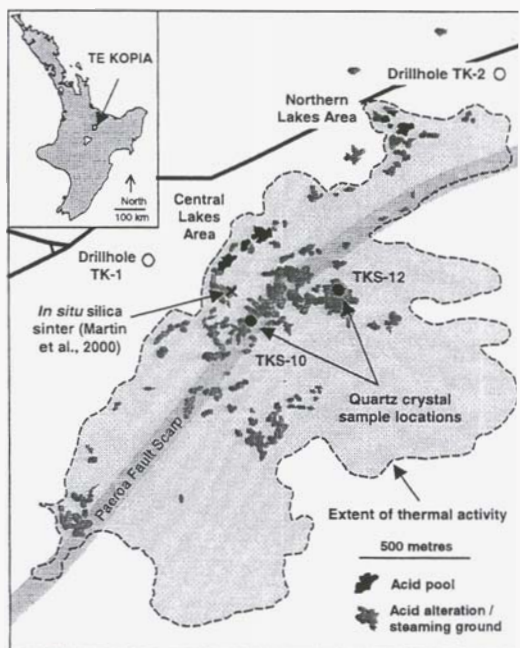 TE KOPIA
North
100 km
Drillhole TK-2
Northern
Lakes Area
Central
Lakes
Area
Drillhole
TK-1
In situ silica
sinter (Martin
et al., 2000)
TKS-12
TKS-10
Quartz crystal
sample locations
Paeroa Fault Scarp
Extent of thermal activity
500 metres
Acid pool
Acid alteration /
steaming ground